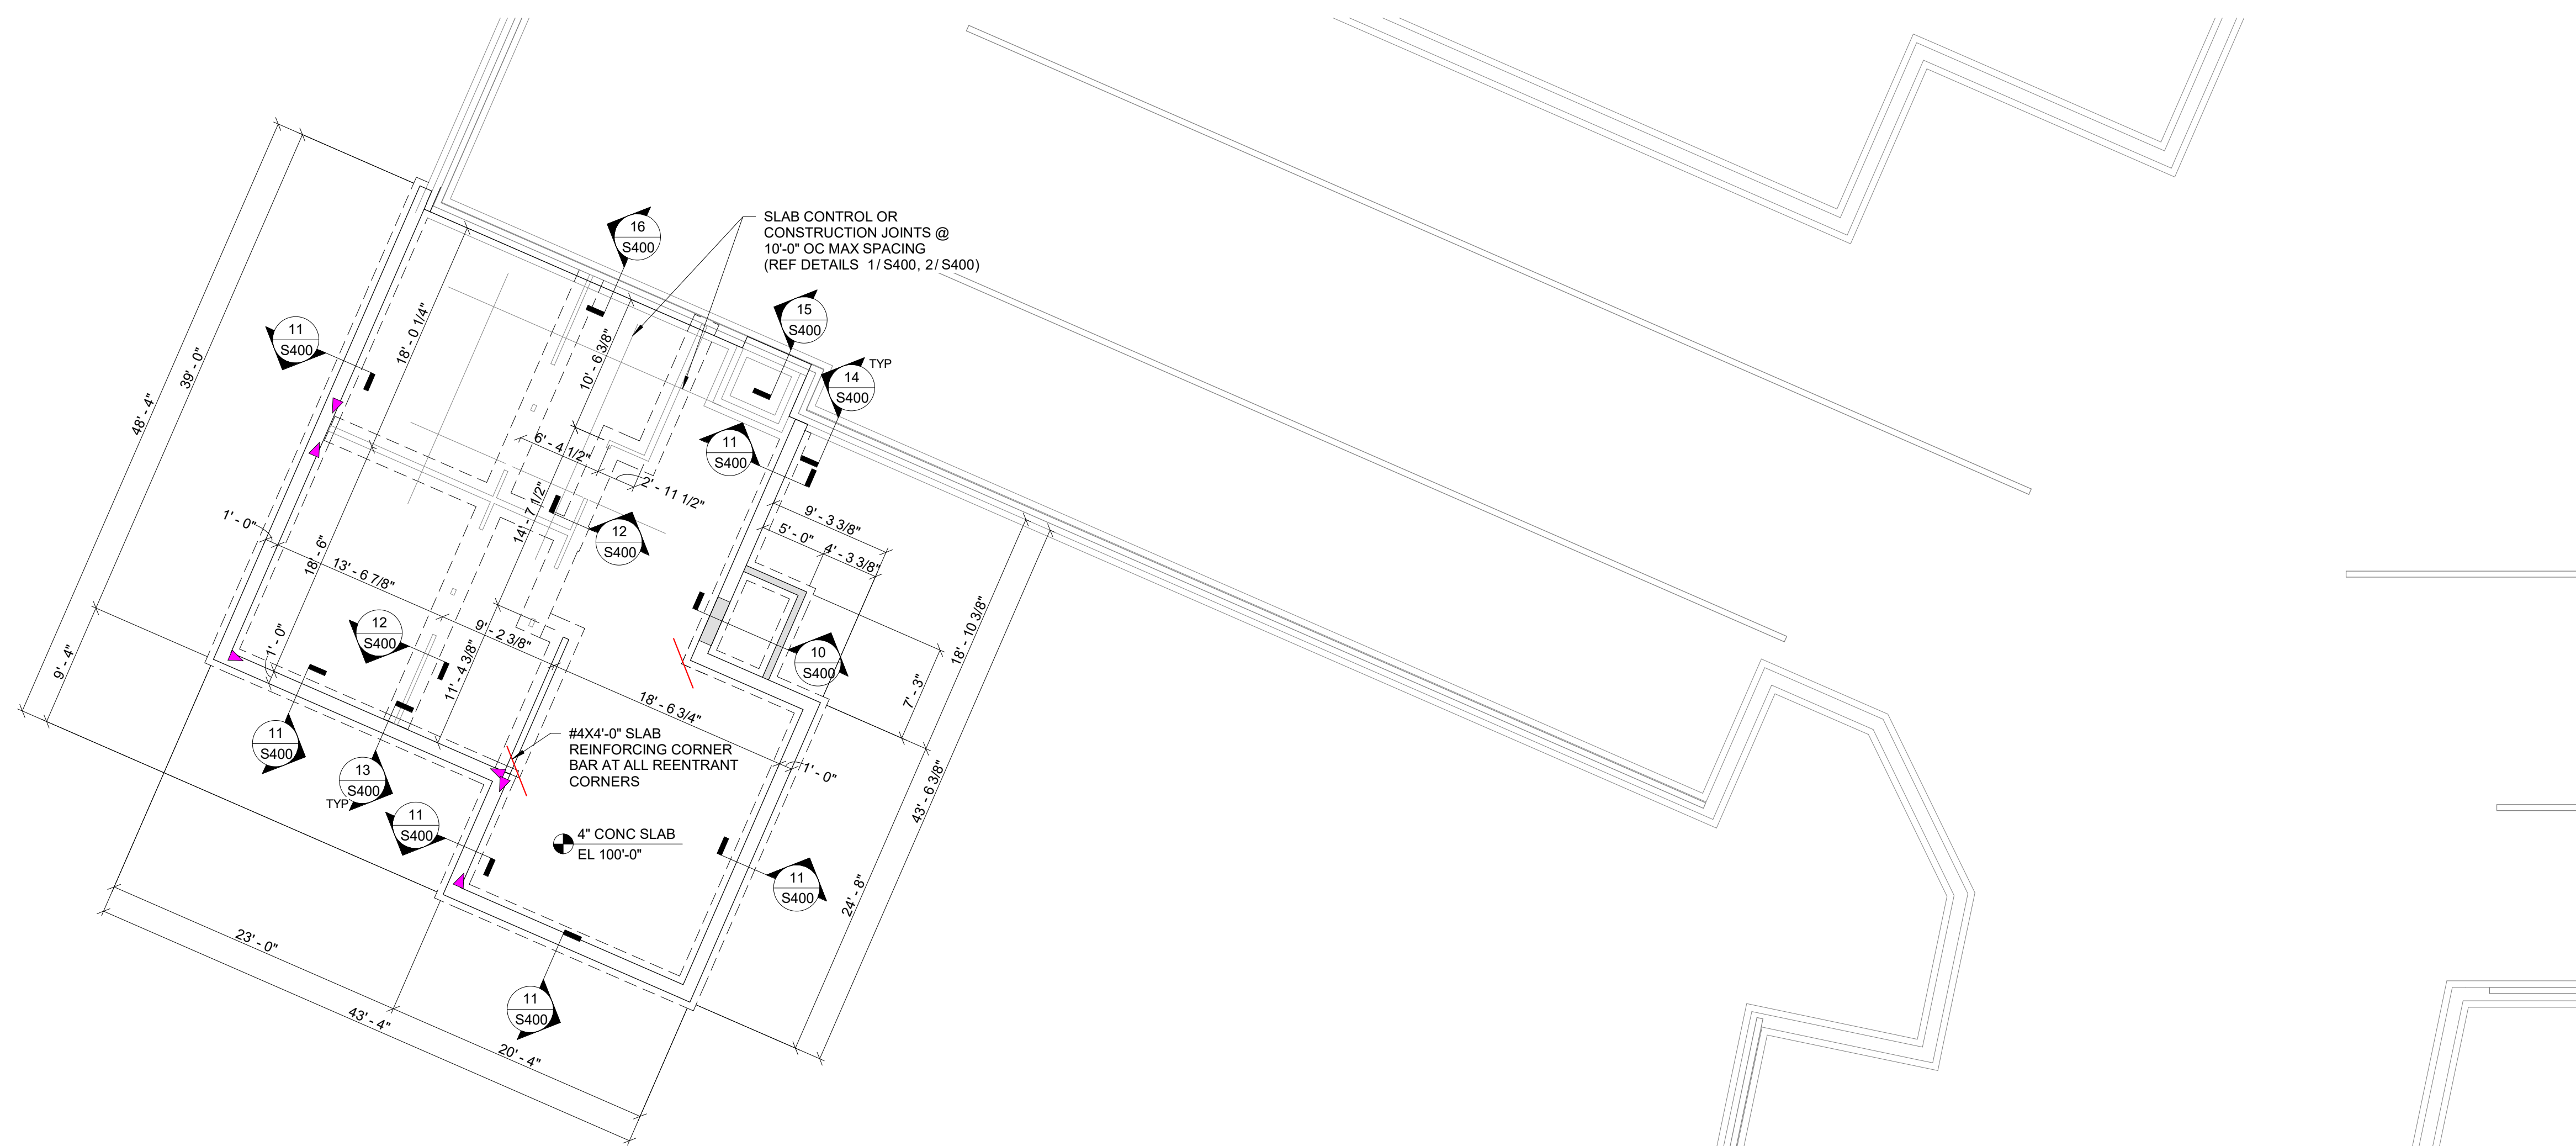 16
S400
SLAB CONTROL OR
CONSTRUCTION JOINTS @
10'-0" OC MAX SPACING
(REF DETAILS 1/S400, 2/S400)
15
S400
14
S400
TYP
11
S400
18' - 0 1/4"
10' - 6 3/8"
39' - 0"
48' - 4"
11
S400
6' - 4 1/2"
2' - 11 1/2"
14' - 7 1/2"
12
S400
1' - 0"
18' - 6"
13' - 6 7/8"
9' - 3 3/8"
5' - 0"
4' - 3 3/8"
18' - 10 3/8"
12
S400
9' - 2 3/8"
1' - 0"
9' - 4"
11' - 4 3/8"
10
S400
7' - 3"
18' - 6 3/4"
11
S400
#4X4'-0" SLAB
REINFORCING CORNER
BAR AT ALL REENTRANT
CORNERS
13
S400
TYP
1' - 0"
43' - 6 3/8"
11
S400
4" CONC SLAB
EL 100'-0"
11
S400
24' - 8"
23' - 0"
11
S400
43' - 4"
20' - 4"